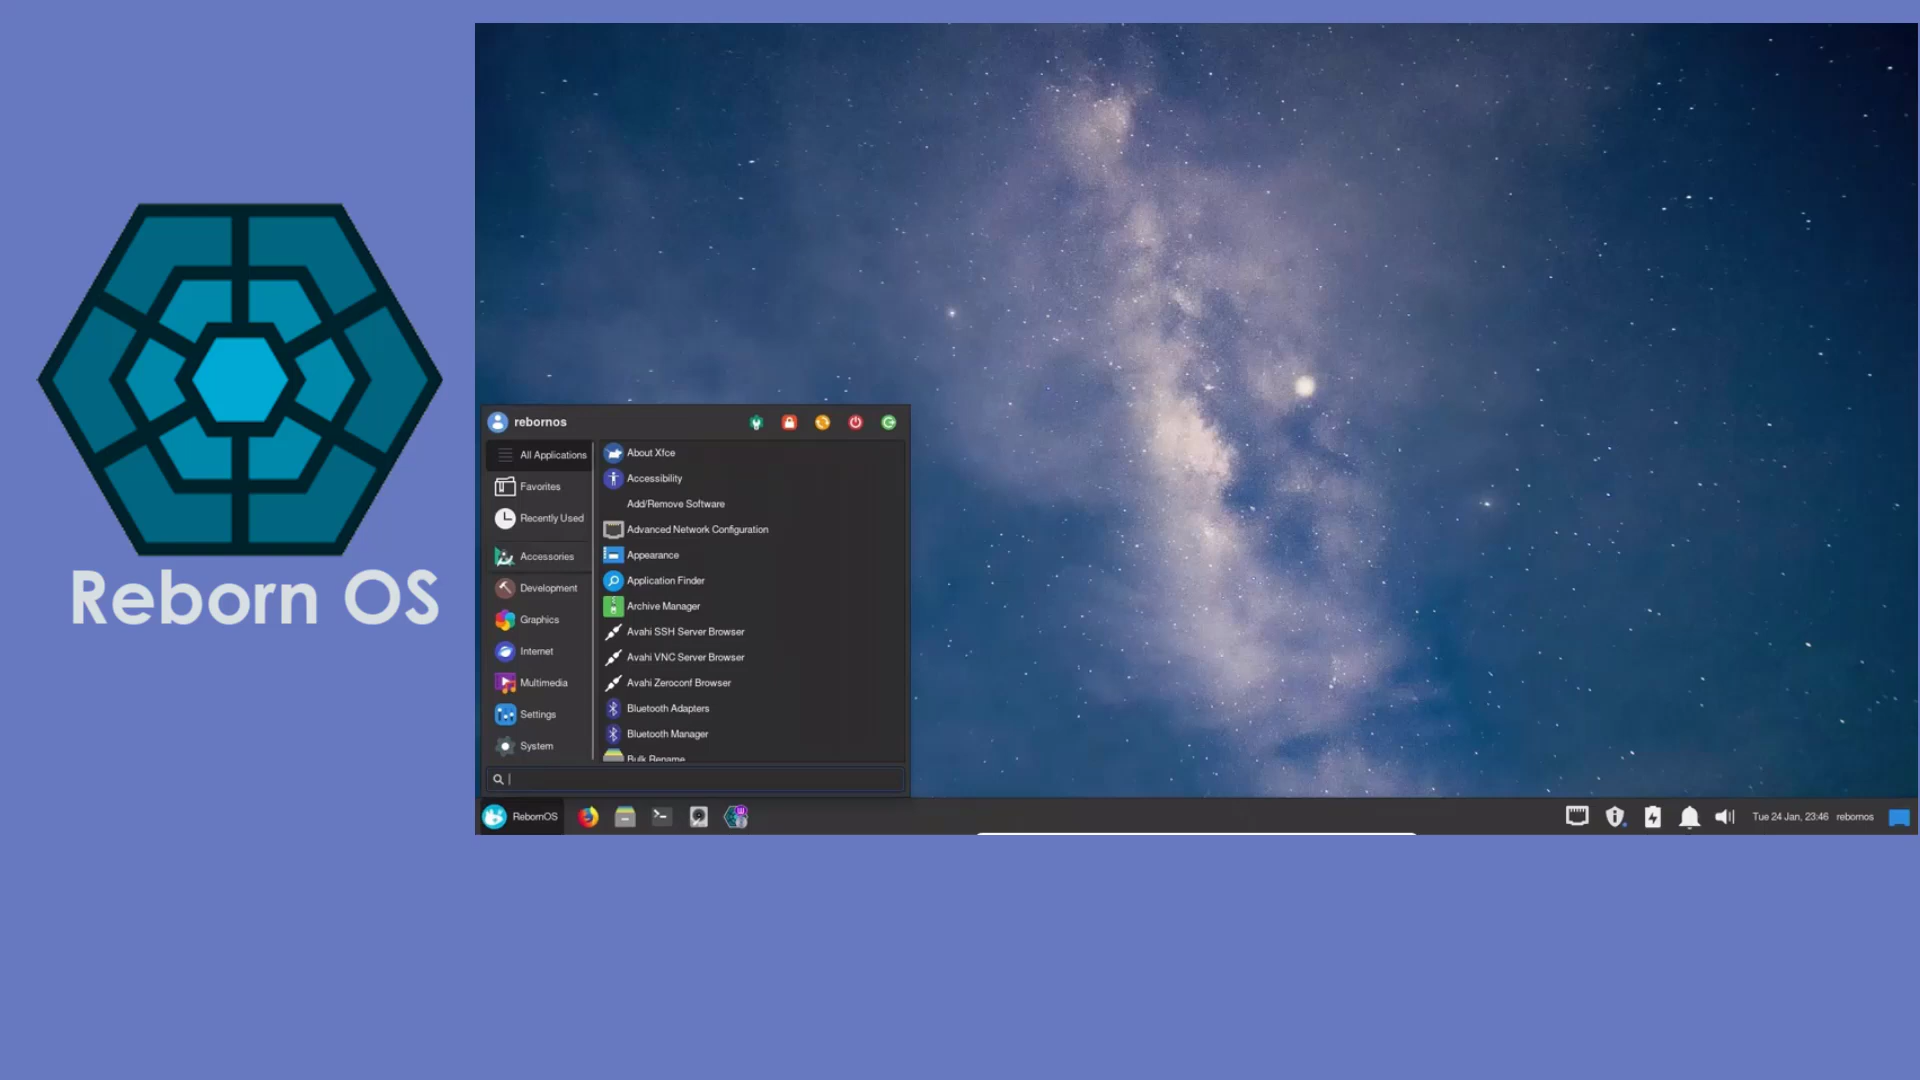 Reborn OS
rebornos
All Applications
Favorites
Recently Used
Accessories
Development
Graphics
Internet
Multimedia
Settings
System
About Xfce
Accessibility
Add/Remove Software
Advanced Network Configuration
Appearance
Application Finder
Archive Manager
Avahi SSH Server Browser
Avahi VNC Server Browser
Avahi Zeroconf Browser
Bluetooth Adapters
Bluetooth Manager
Bulk Rename
RebornOS
Tue 24 Jan, 23:46 rebornos